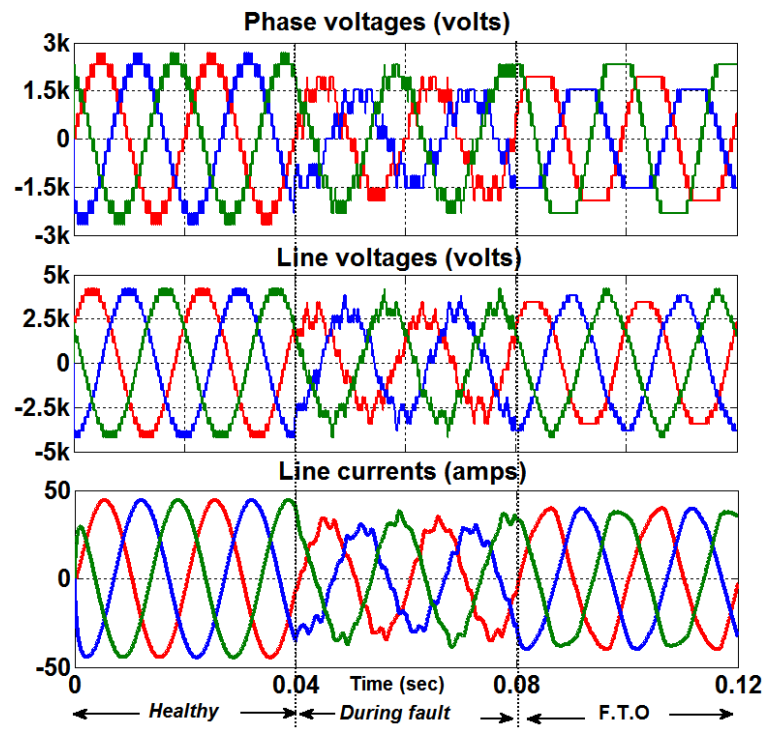 Phase voltages (volts)
3k
1.5k
0
-1.5k
-3k
Line voltages (volts)
5k
2.5k
0
-2.5k
-5k
Line currents (amps)
50
0
-50
0 0.04 Time (sec) 0.08 0.12
Healthy During fault F.T.O